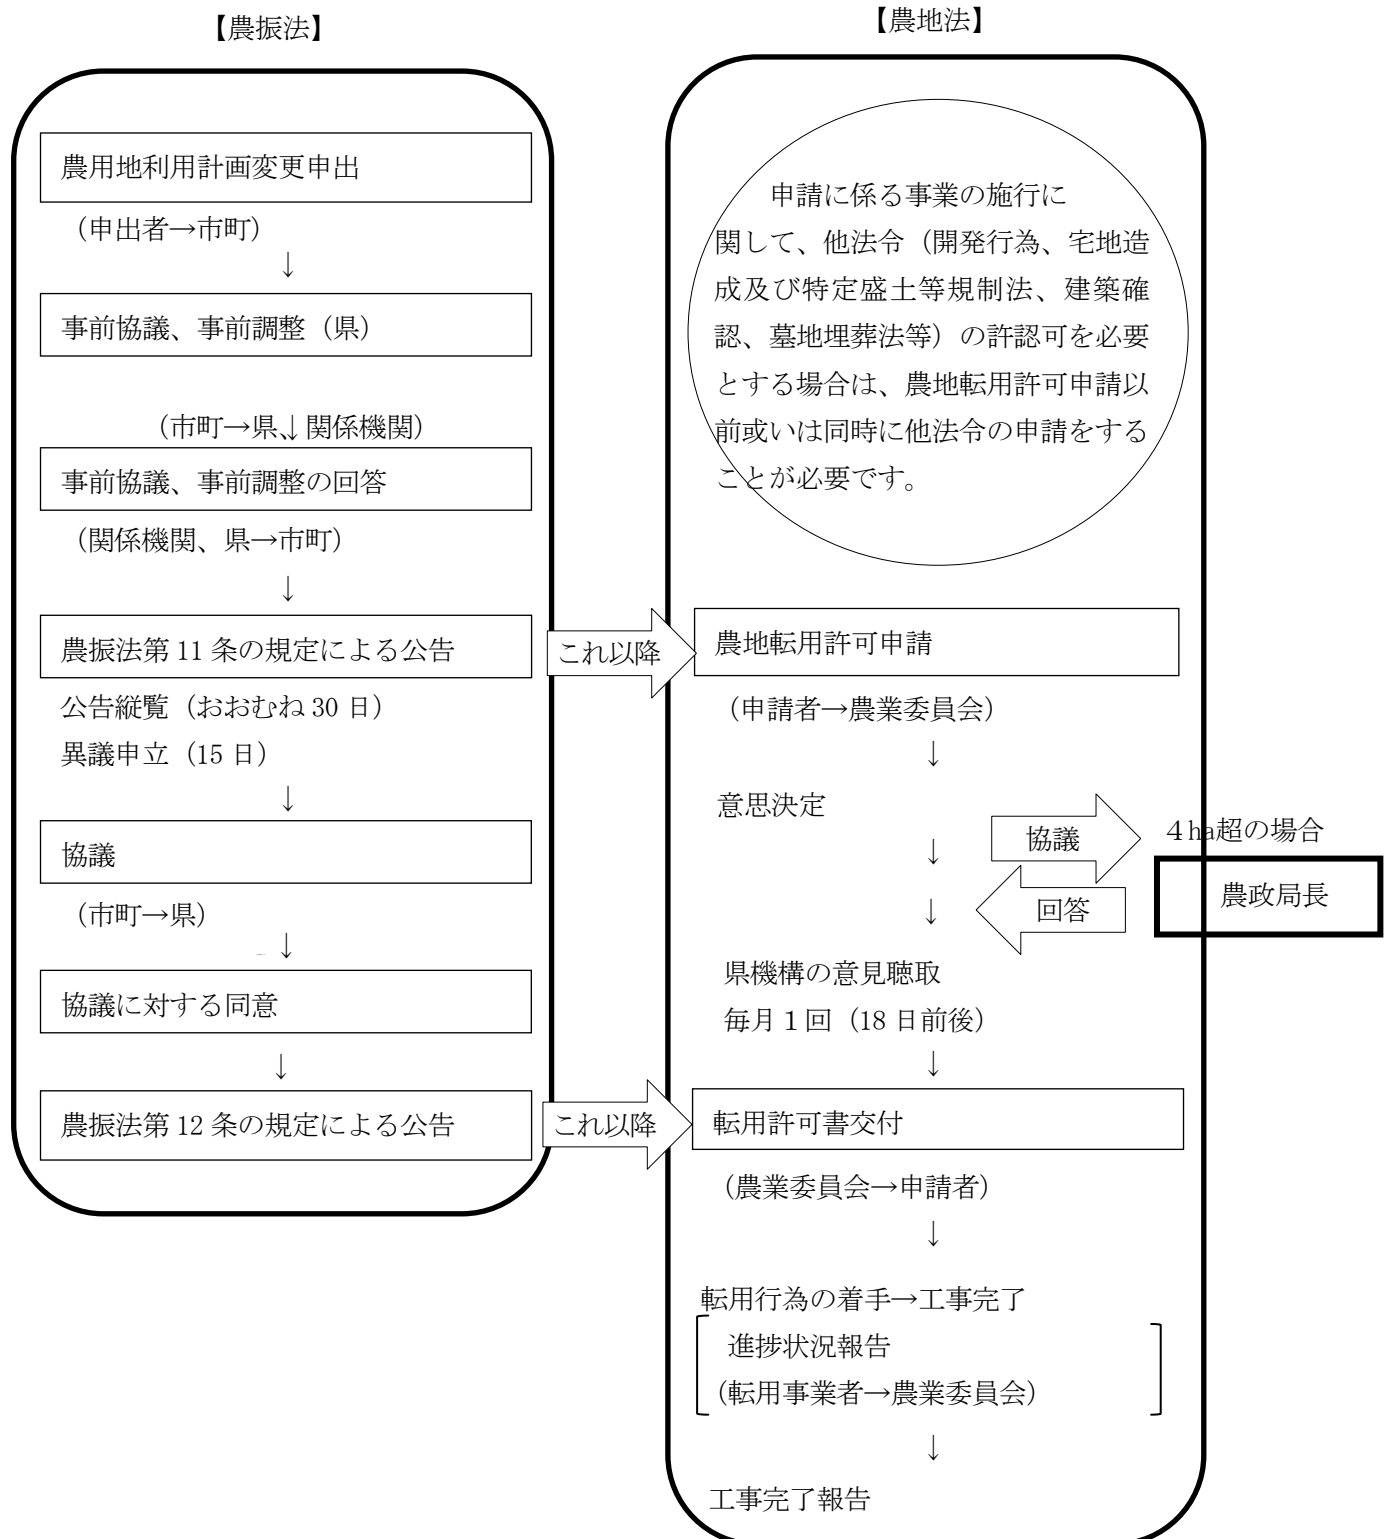 【農振法】
農用地利用計画変更申出
(申出者→市町)
↓
事前協議、事前調整（県）
(市町→県↓関係機関)
事前協議、事前調整の回答
(関係機関、県→市町)
↓
農振法第 11 条の規定による公告
公告縦覧（おおむね 30 日）
異議申立（15 日）
↓
協議
(市町→県)
↓
協議に対する同意
↓
農振法第 12 条の規定による公告
これ以降
これ以降
【農地法】
申請に係る事業の施行に
関して、他法令（開発行為、宅地造
成及び特定盛土等規制法、建築確
認、墓地埋葬法等）の許認可を必要
とする場合は、農地転用許可申請以
前或いは同時に他法令の申請をする
ことが必要です。
農地転用許可申請
(申請者→農業委員会)
↓
意思決定
↓
協議
４ha超の場合
農政局長
↓
回答
県機構の意見聴取
毎月１回（18 日前後）
↓
転用許可書交付
(農業委員会→申請者)
↓
転用行為の着手→工事完了
進捗状況報告
(転用事業者→農業委員会)
↓
工事完了報告